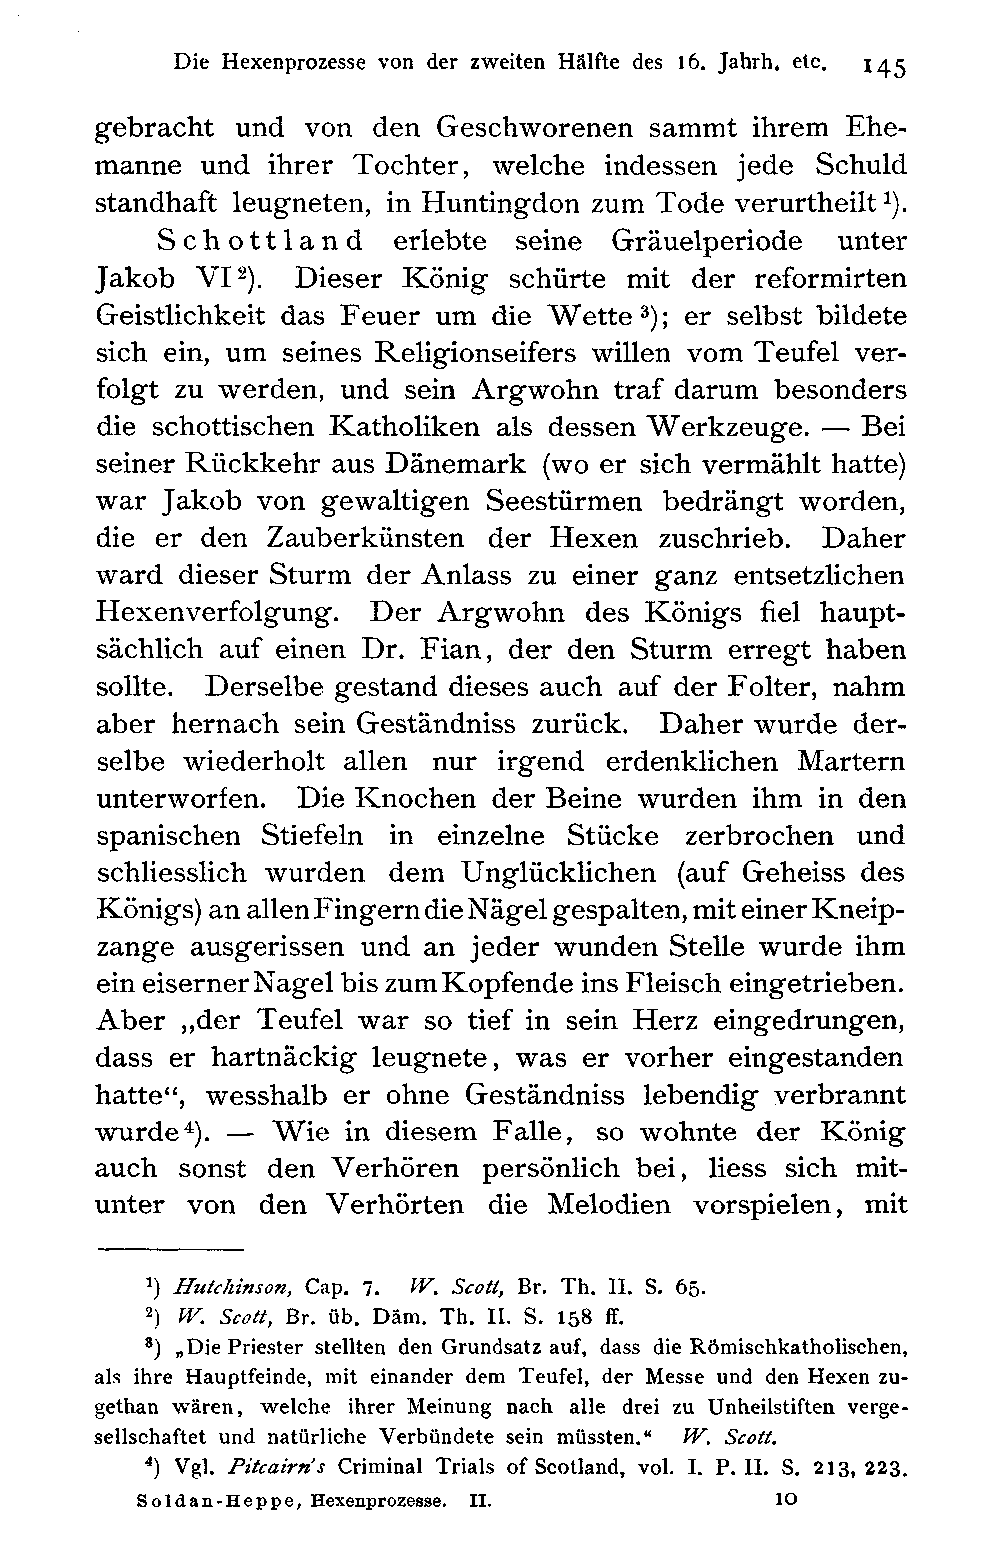 Die Hexenprozesse von der zweiten Hälfte des 16. Jahrh. etc. 145
gebracht und von den Geschworenen sammt ihrem Ehe-
manne und ihrer Tochter, welche indessen jede Schuld
standhaft leugneten, in Huntingdon zum Tode verurtheilt ¹).
Schottland erlebte seine Gräuelperiode unter
Jakob VI ²). Dieser König schürte mit der reformirten
Geistlichkeit das Feuer um die Wette ³); er selbst bildete
sich ein, um seines Religionseifers willen vom Teufel ver-
folgt zu werden, und sein Argwohn traf darum besonders
die schottischen Katholiken als dessen Werkzeuge. — Bei
seiner Rückkehr aus Dänemark (wo er sich vermählt hatte)
war Jakob von gewaltigen Seestürmen bedrängt worden,
die er den Zauberkünsten der Hexen zuschrieb. Daher
ward dieser Sturm der Anlass zu einer ganz entsetzlichen
Hexenverfolgung. Der Argwohn des Königs fiel haupt-
sächlich auf einen Dr. Fian, der den Sturm erregt haben
sollte. Derselbe gestand dieses auch auf der Folter, nahm
aber hernach sein Geständniss zurück. Daher wurde der-
selbe wiederholt allen nur irgend erdenklichen Martern
unterworfen. Die Knochen der Beine wurden ihm in den
spanischen Stiefeln in einzelne Stücke zerbrochen und
schliesslich wurden dem Unglücklichen (auf Geheiss des
Königs) an allen Fingern die Nägel gespalten, mit einer Kneip-
zange ausgerissen und an jeder wunden Stelle wurde ihm
ein eiserner Nagel bis zum Kopfende ins Fleisch eingetrieben.
Aber „der Teufel war so tief in sein Herz eingedrungen,
dass er hartnäckig leugnete, was er vorher eingestanden
hatte“, wesshalb er ohne Geständniss lebendig verbrannt
wurde ⁴). — Wie in diesem Falle, so wohnte der König
auch sonst den Verhören persönlich bei, liess sich mit-
unter von den Verhörten die Melodien vorspielen, mit
¹) Hutchinson, Cap. 7. W. Scott, Br. Th. II. S. 65.
²) W. Scott, Br. üb. Däm. Th. II. S. 158 ff.
³) „Die Priester stellten den Grundsatz auf, dass die Römischkatholischen,
als ihre Hauptfeinde, mit einander dem Teufel, der Messe und den Hexen zu-
gethan wären, welche ihrer Meinung nach alle drei zu Unheilstiften verge-
sellschaftet und natürliche Verbündete sein müssten.“ W. Scott.
⁴) Vgl. Pitcairn's Criminal Trials of Scotland, vol. I. P. II. S. 213, 223.
Soldan-Heppe, Hexenprozesse. II. 10